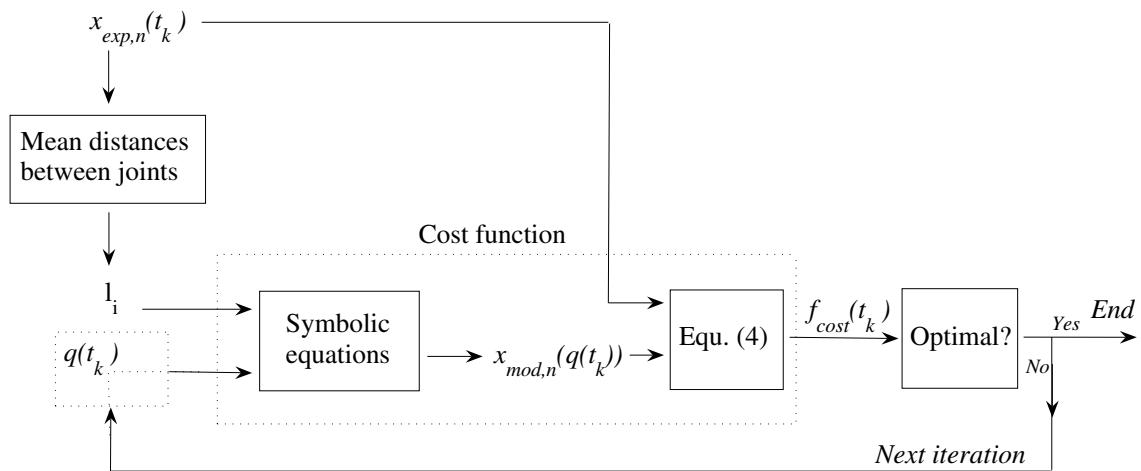 x_exp,n(t_k)
Mean distances
between joints
Cost function
l_i
Symbolic
equations
q(t_k)
x_mod,n(q(t_k))
Equ. (4)
f_cost(t_k)
Optimal?
Yes
End
No
Next iteration